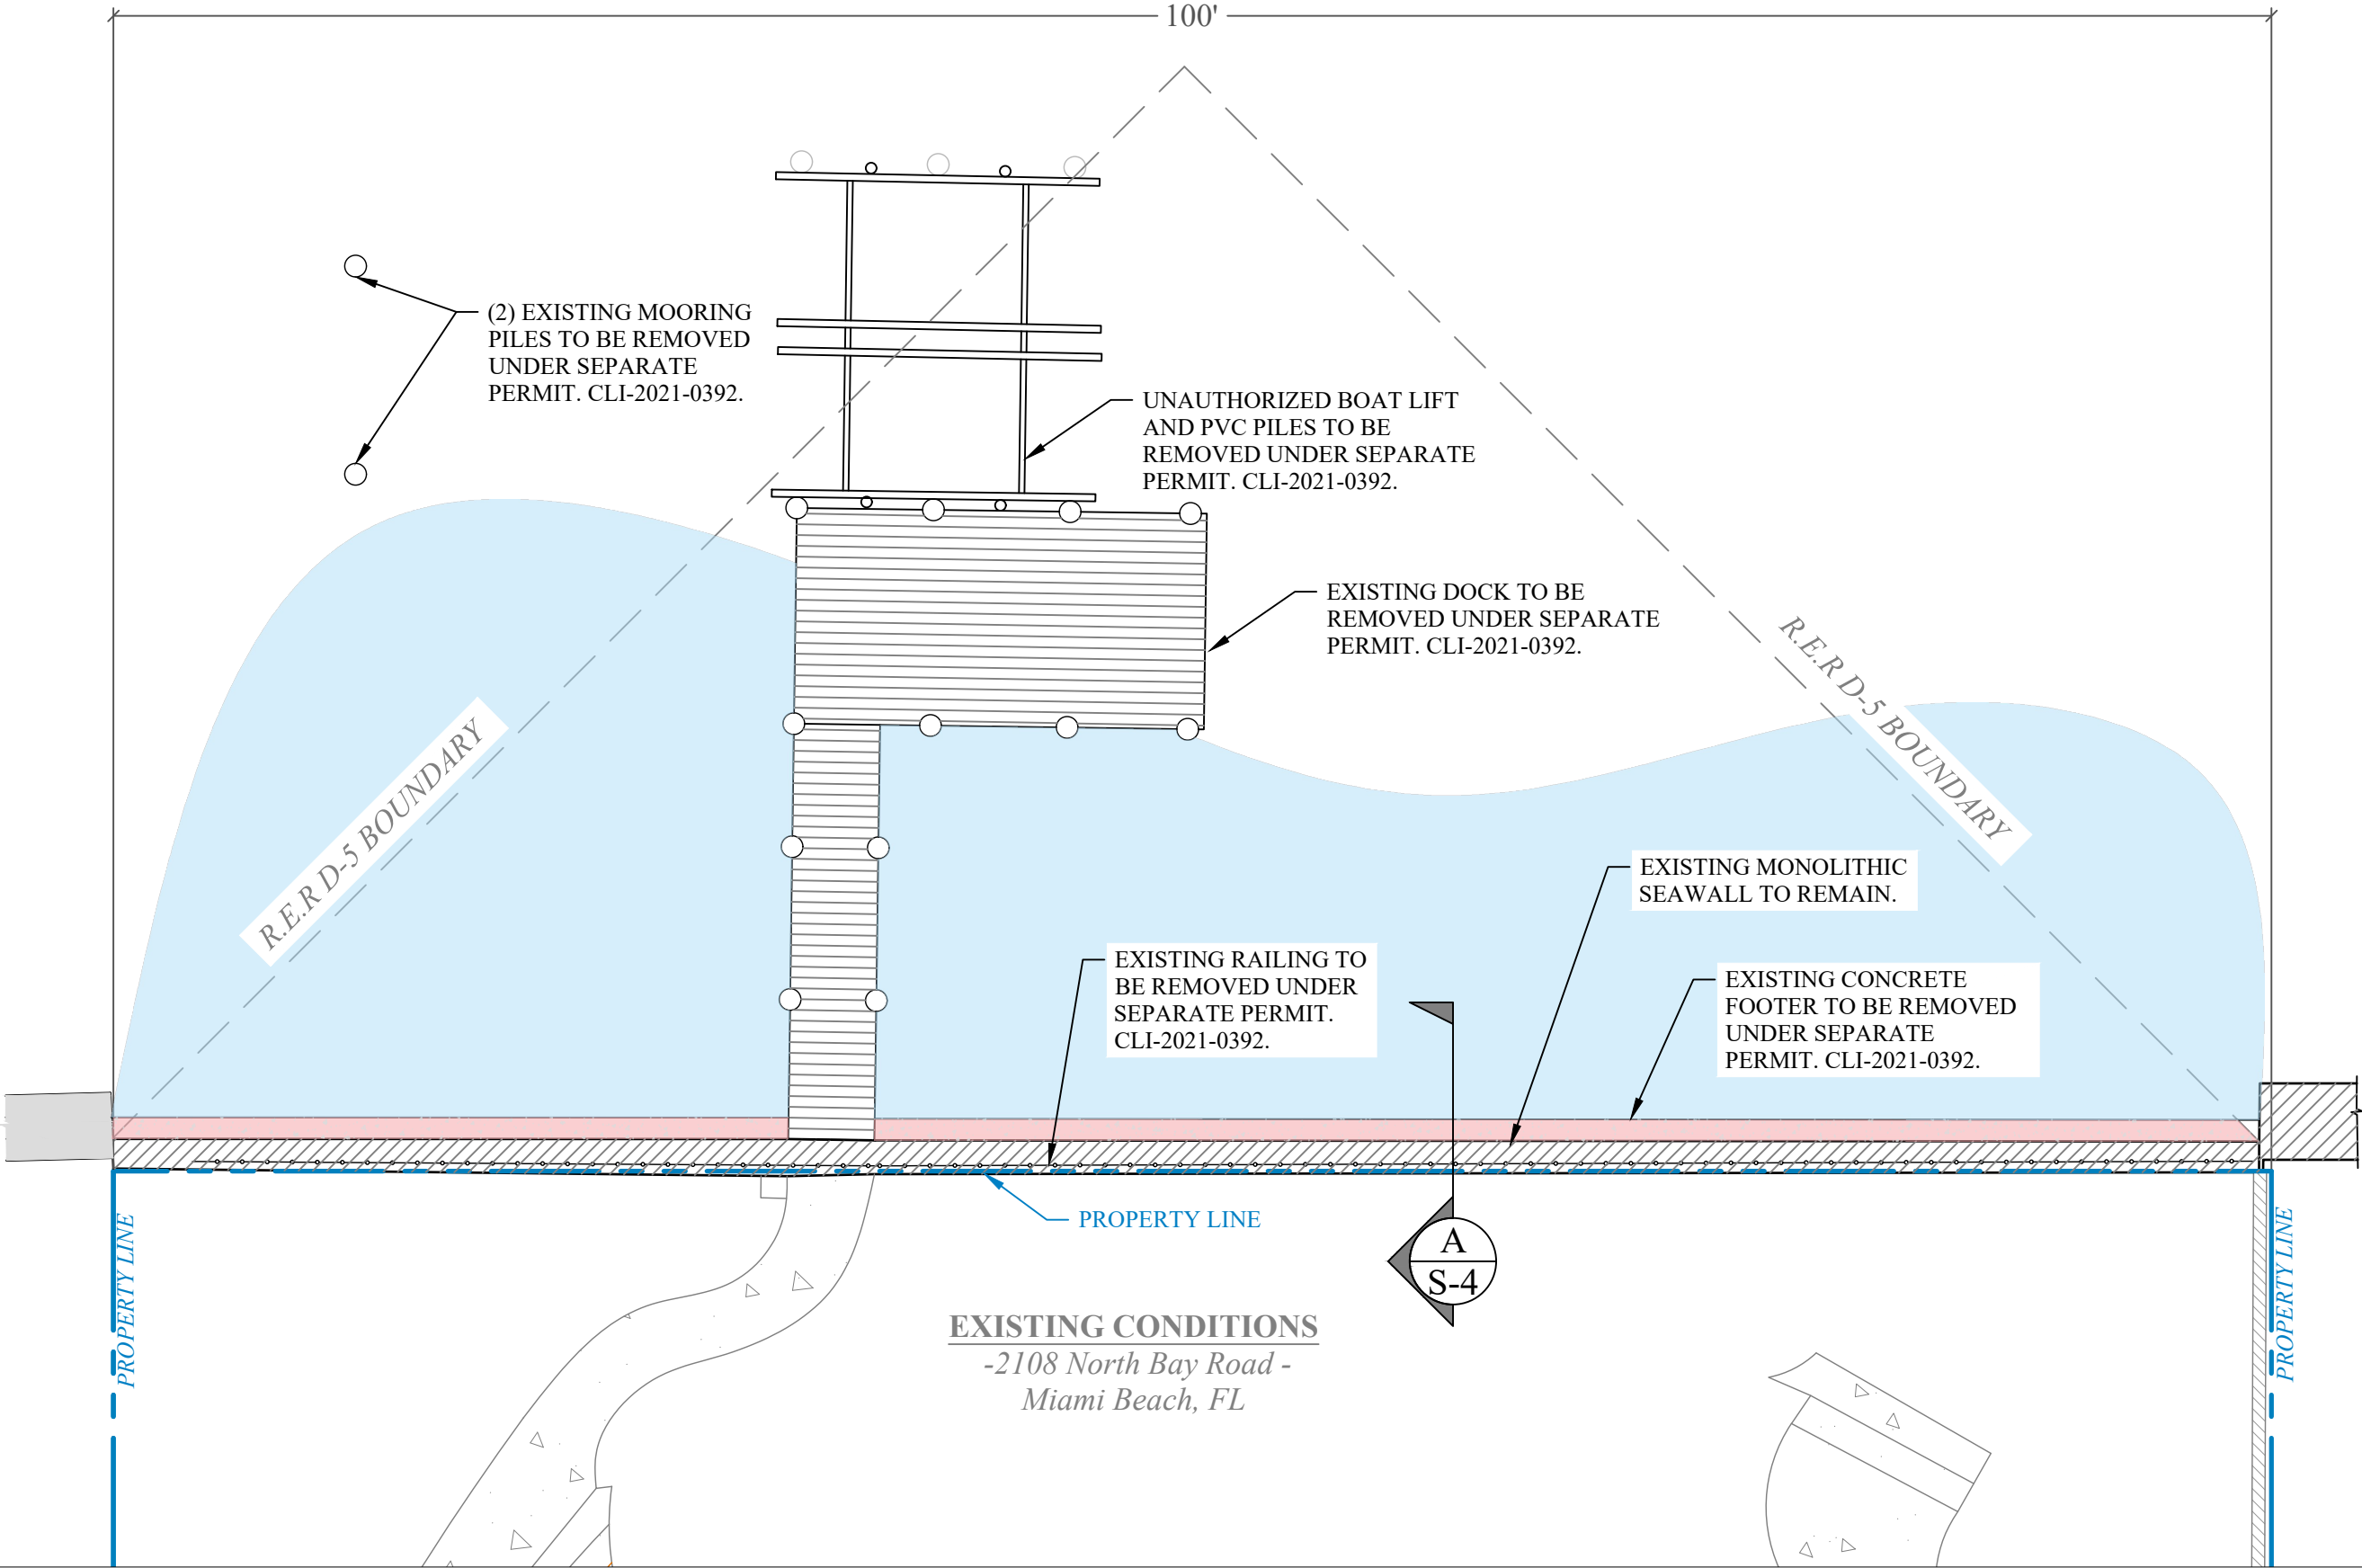 100'
(2) EXISTING MOORING
PILES TO BE REMOVED
UNDER SEPARATE
PERMIT. CLI-2021-0392.
UNAUTHORIZED BOAT LIFT
AND PVC PILES TO BE
REMOVED UNDER SEPARATE
PERMIT. CLI-2021-0392.
EXISTING DOCK TO BE
REMOVED UNDER SEPARATE
PERMIT. CLI-2021-0392.
R.E.R D-5 BOUNDARY
R.E.R D-5 BOUNDARY
EXISTING MONOLITHIC
SEAWALL TO REMAIN.
EXISTING RAILING TO
BE REMOVED UNDER
SEPARATE PERMIT.
CLI-2021-0392.
EXISTING CONCRETE
FOOTER TO BE REMOVED
UNDER SEPARATE
PERMIT. CLI-2021-0392.
PROPERTY LINE
PROPERTY LINE
PROPERTY LINE
A
S-4
EXISTING CONDITIONS
-2108 North Bay Road -
Miami Beach, FL